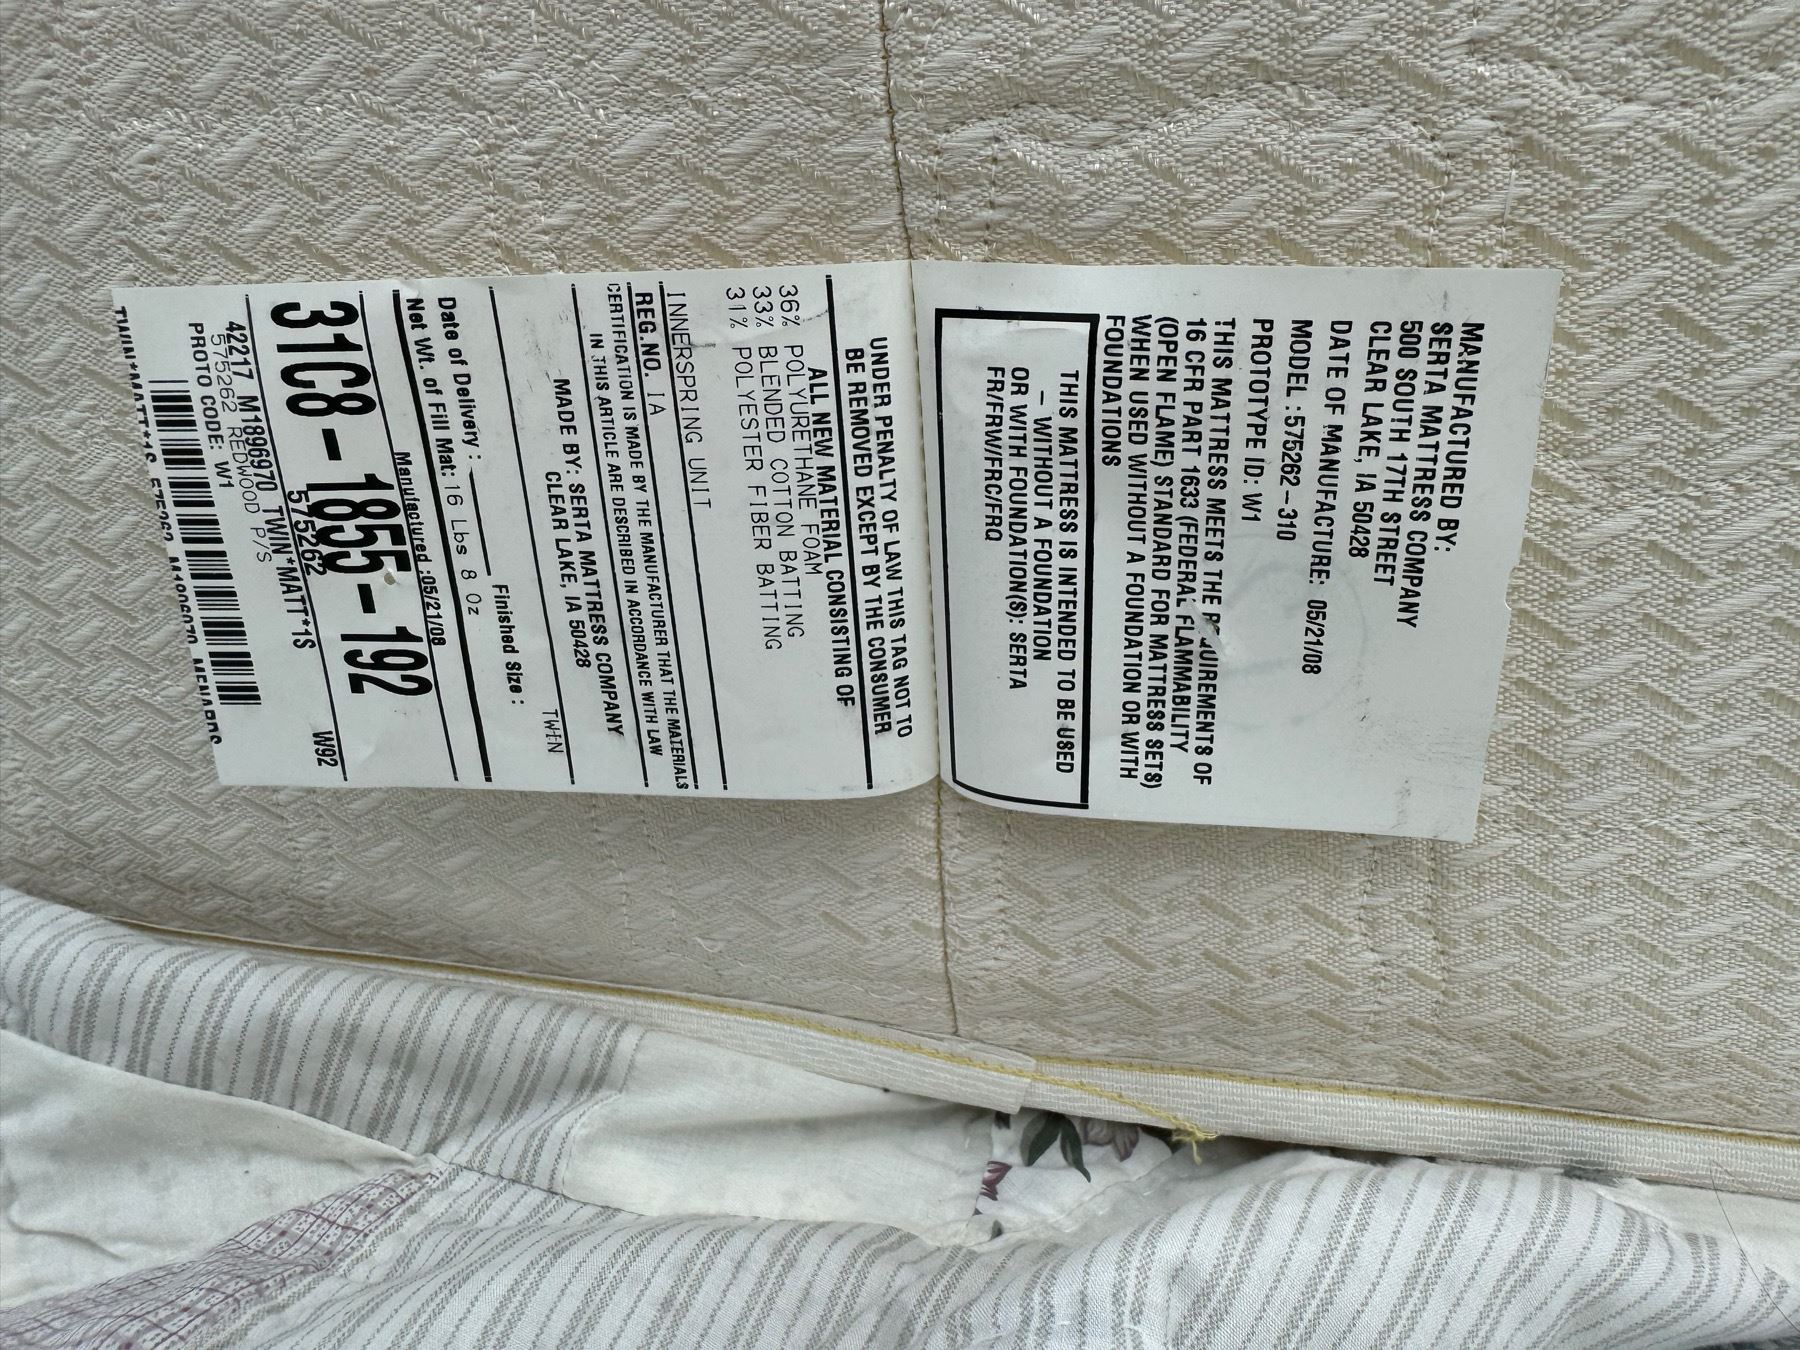 MANUFACTURED BY:
SERTA MATTRESS COMPANY
500 SOUTH 17TH STREET
CLEAR LAKE, IA 50428
DATE OF MANUFACTURE: 05/21/08
MODEL :575262-310
PROTOTYPE ID: W1
THIS MATTRESS MEETS THE REQUIREMENTS OF
16 CFR PART 1633 (FEDERAL FLAMMABILITY
(OPEN FLAME) STANDARD FOR MATTRESS SETS)
WHEN USED WITHOUT A FOUNDATION OR WITH
FOUNDATIONS
THIS MATTRESS IS INTENDED TO BE USED
- WITHOUT A FOUNDATION
OR WITH FOUNDATION(S): SERTA
FR/FRW/FRC/FRQ
UNDER PENALTY OF LAW THIS TAG NOT TO
BE REMOVED EXCEPT BY THE CONSUMER
ALL NEW MATERIAL CONSISTING OF
36% POLYURETHANE FOAM
33% BLENDED COTTON BATTING
31% POLYESTER FIBER BATTING
INNERSPRING UNIT
REG.NO. IA
CERTIFICATION IS MADE BY THE MANUFACTURER THAT THE MATERIALS
IN THIS ARTICLE ARE DESCRIBED IN ACCORDANCE WITH LAW
MADE BY: SERTA MATTRESS COMPANY
CLEAR LAKE, IA 50428
Finished Size : TWIN
Date of Delivery :
Net Wt. of Fill Mat: 16 Lbs 8 Oz
Manufactured :05/21/08
31C8-1855-192
575262 W92
42217 M1896970 TWIN*MATT*1S
575262 REDWOOD P/S
PROTO CODE: W1
TWIN*MATT*1S 575262 M1896970 MENARDS